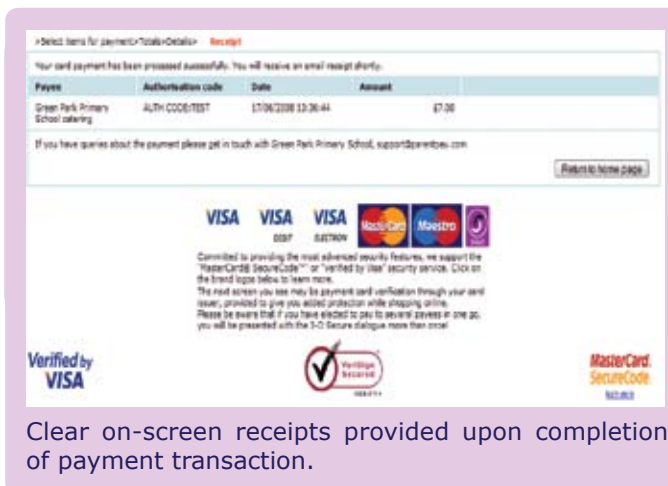 >Select items for payment>Totals>Details> Receipt
Your card payment has been processed successfully. You will receive an email receipt shortly.
Payee Authorisation code Date Amount
Green Park Primary School catering AUTH CODE:TEST 17/06/2008 13:36:44 £7.00
If you have queries about the payment please get in touch with Green Park Primary School, support@parentpay.com
Return to home page
VISA VISA DEBIT VISA ELECTRON MasterCard Maestro
Committed to providing the most advanced security features, we support the
"MasterCard® SecureCode™" or "verified by Visa" security service. Click on
the brand logos below to learn more.
The next screen you see may be payment card verification through your card
issuer, provided to give you added protection while shopping online.
Please be aware that if you have elected to pay to several payees in one go,
you will be presented with the 3-D Secure dialogue more than once!
Verified by VISA
VeriSign Secured
MasterCard. SecureCode.
Clear on-screen receipts provided upon completion
of payment transaction.